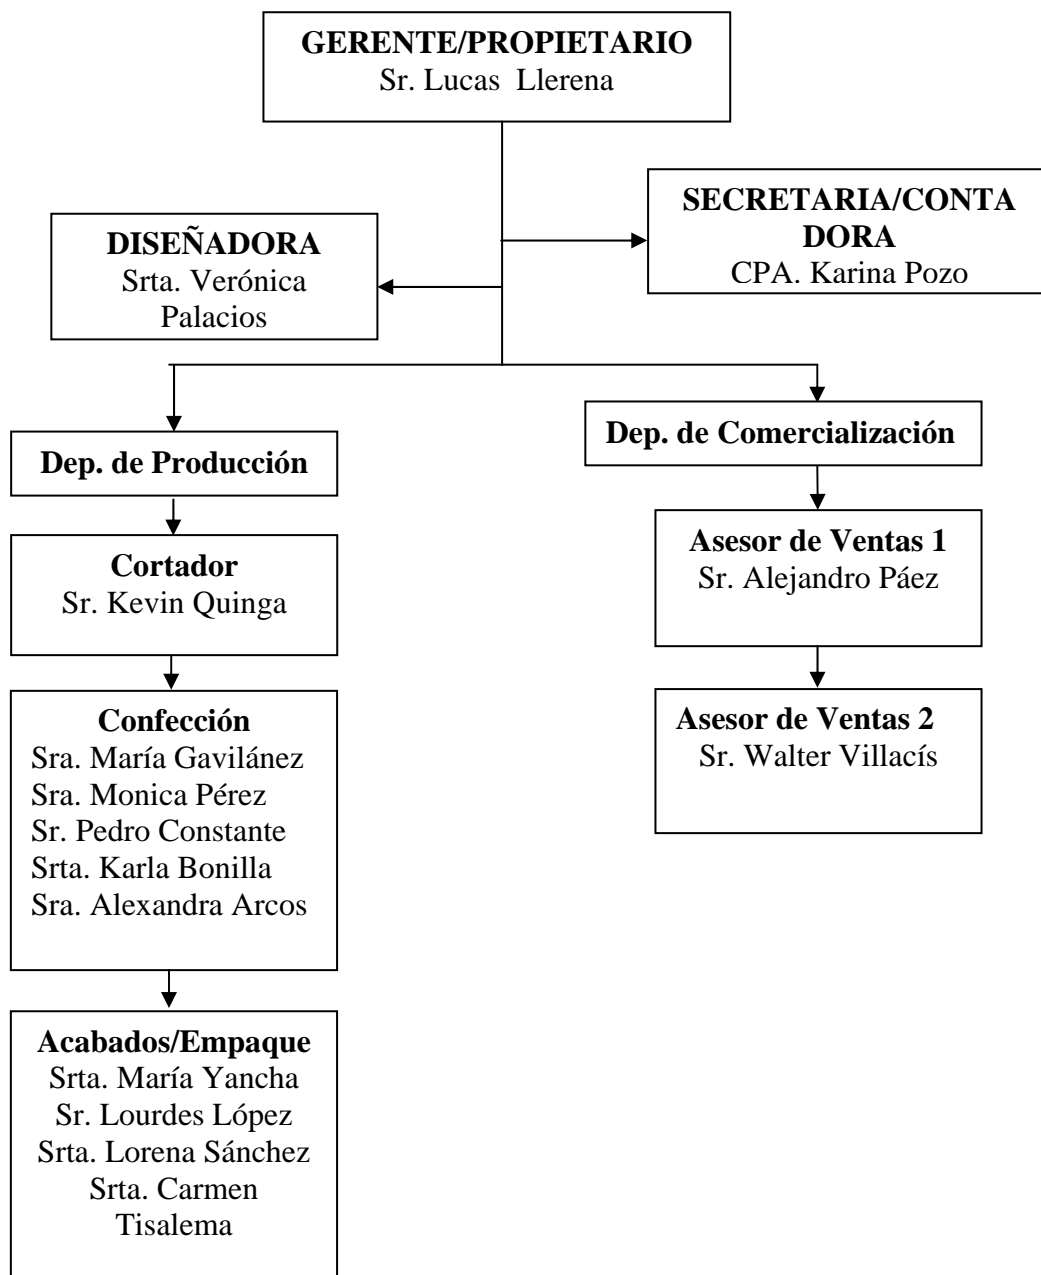 GERENTE/PROPIETARIO
Sr. Lucas Llerena
SECRETARIA/CONTA
DORA
CPA. Karina Pozo
DISEÑADORA
Srta. Verónica
Palacios
Dep. de Producción
Cortador
Sr. Kevin Quinga
Confección
Sra. María Gavilánez
Sra. Monica Pérez
Sr. Pedro Constante
Srta. Karla Bonilla
Sra. Alexandra Arcos
Acabados/Empaque
Srta. María Yancha
Sr. Lourdes López
Srta. Lorena Sánchez
Srta. Carmen
Tisalema
Dep. de Comercialización
Asesor de Ventas 1
Sr. Alejandro Páez
Asesor de Ventas 2
Sr. Walter Villacís